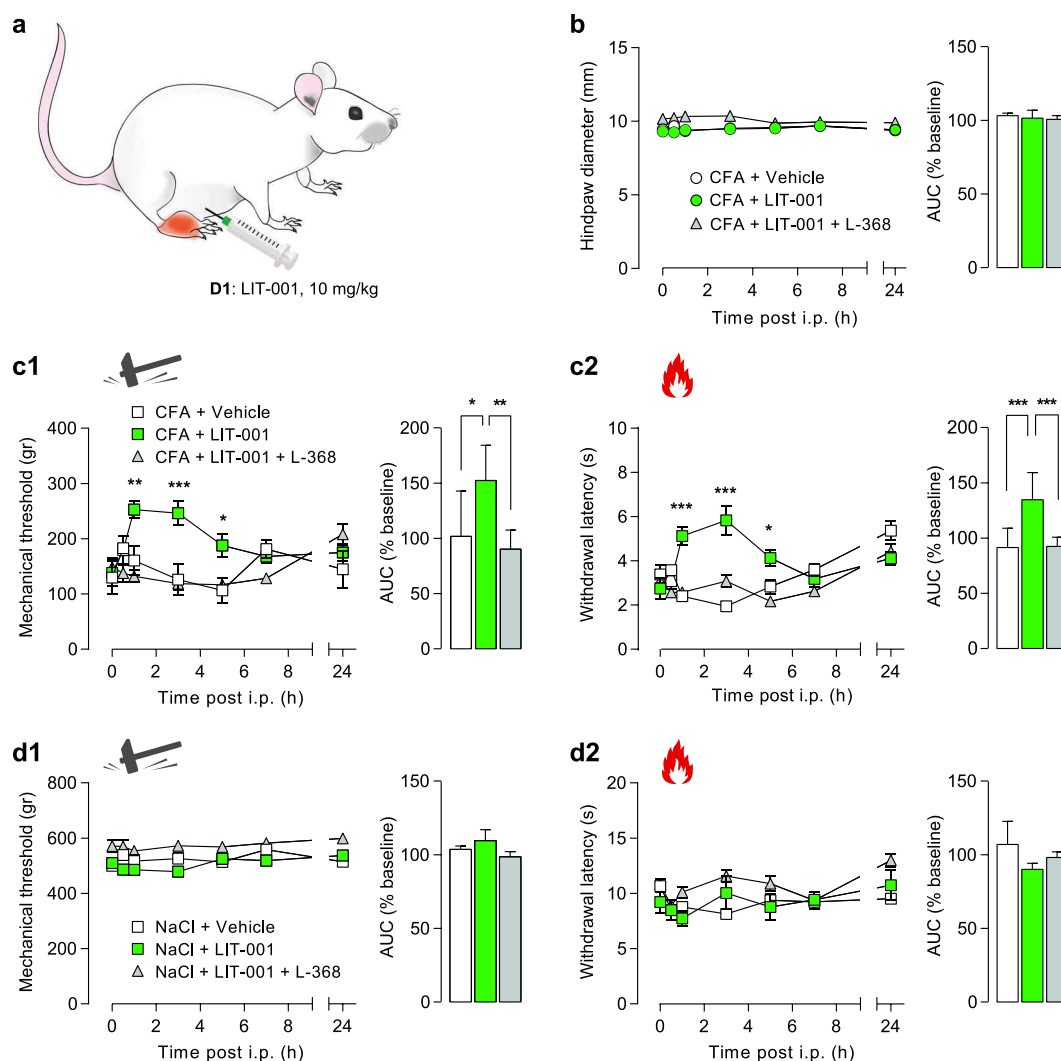 a
D1: LIT-001, 10 mg/kg
b
15
10
5
0
Hindpaw diameter (mm)
CFA + Vehicle
CFA + LIT-001
CFA + LIT-001 + L-368
0 2 4 6 8 24
Time post i.p. (h)
150
100
50
0
AUC (% baseline)
c1
400
300
200
100
0
Mechanical threshold (gr)
CFA + Vehicle
CFA + LIT-001
CFA + LIT-001 + L-368
** *** *
0 2 4 6 8 24
Time post i.p. (h)
* **
200
150
100
50
0
AUC (% baseline)
c2
10
8
6
4
2
0
Withdrawal latency (s)
*** *** *
0 2 4 6 8 24
Time post i.p. (h)
*** ***
200
150
100
50
0
AUC (% baseline)
d1
800
600
400
200
0
Mechanical threshold (gr)
NaCl + Vehicle
NaCl + LIT-001
NaCl + LIT-001 + L-368
0 2 4 6 8 24
Time post i.p. (h)
150
100
50
0
AUC (% baseline)
d2
20
15
10
5
0
Withdrawal latency (s)
0 2 4 6 8 24
Time post i.p. (h)
150
100
50
0
AUC (% baseline)